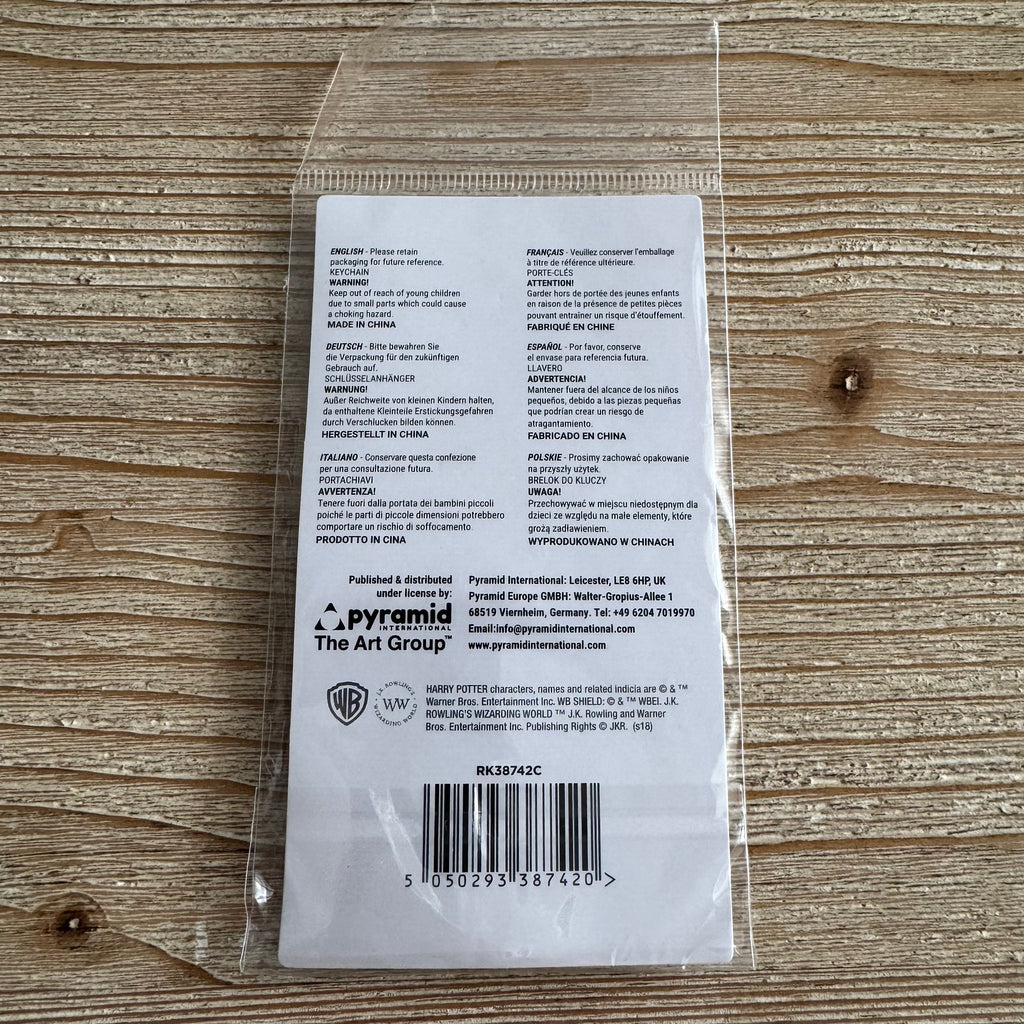 ENGLISH - Please retain
packaging for future reference.
KEYCHAIN
WARNING!
Keep out of reach of young children
due to small parts which could cause
a choking hazard.
MADE IN CHINA
FRANÇAIS - Veuillez conserver l'emballage
à titre de référence ultérieure.
PORTE-CLÉS
ATTENTION!
Garder hors de portée des jeunes enfants
en raison de la présence de petites pièces
pouvant entraîner un risque d'étouffement.
FABRIQUÉ EN CHINE
DEUTSCH - Bitte bewahren Sie
die Verpackung für den zukünftigen
Gebrauch auf.
SCHLÜSSELANHÄNGER
WARNUNG!
Außer Reichweite von kleinen Kindern halten,
da enthaltene Kleinteile Erstickungsgefahren
durch Verschlucken bilden können.
HERGESTELLT IN CHINA
ESPAÑOL - Por favor, conserve
el envase para referencia futura.
LLAVERO
ADVERTENCIA!
Mantener fuera del alcance de los niños
pequeños, debido a las piezas pequeñas
que podrían crear un riesgo de
atragantamiento.
FABRICADO EN CHINA
ITALIANO - Conservare questa confezione
per una consultazione futura.
PORTACHIAVI
AVVERTENZA!
Tenere fuori dalla portata dei bambini piccoli
poiché le parti di piccole dimensioni potrebbero
comportare un rischio di soffocamento.
PRODOTTO IN CINA
POLSKIE - Prosimy zachować opakowanie
na przyszły użytek.
BRELOK DO KLUCZY
UWAGA!
Przechowywać w miejscu niedostępnym dla
dzieci ze względu na małe elementy, które
grożą zadławieniem.
WYPRODUKOWANO W CHINACH
Published & distributed
under license by:
pyramid
INTERNATIONAL
The Art Group™
Pyramid International: Leicester, LE8 6HP, UK
Pyramid Europe GMBH: Walter-Gropius-Allee 1
68519 Viernheim, Germany. Tel: +49 6204 7019970
Email:info@pyramidinternational.com
www.pyramidinternational.com
WB
J.K. ROWLING'S
WW
WIZARDING WORLD
HARRY POTTER characters, names and related indicia are © & ™
Warner Bros. Entertainment Inc. WB SHIELD: © & ™ WBEI. J.K.
ROWLING'S WIZARDING WORLD ™ J.K. Rowling and Warner
Bros. Entertainment Inc. Publishing Rights © JKR. (s18)
RK38742C
5 050293 387420 >